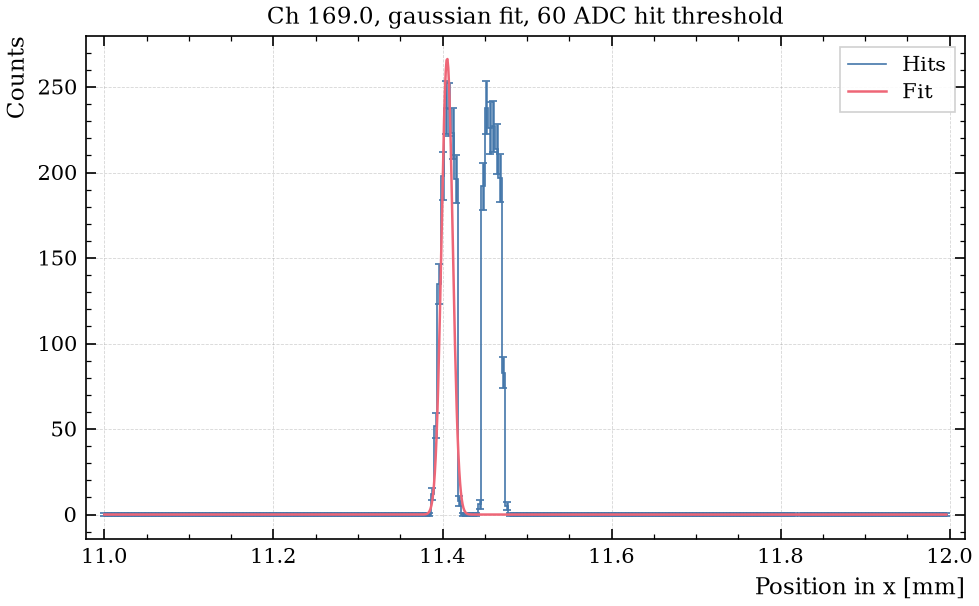 Ch 169.0, gaussian fit, 60 ADC hit threshold
Counts
250
200
150
100
50
0
Hits
Fit
11.0 11.2 11.4 11.6 11.8 12.0
Position in x [mm]